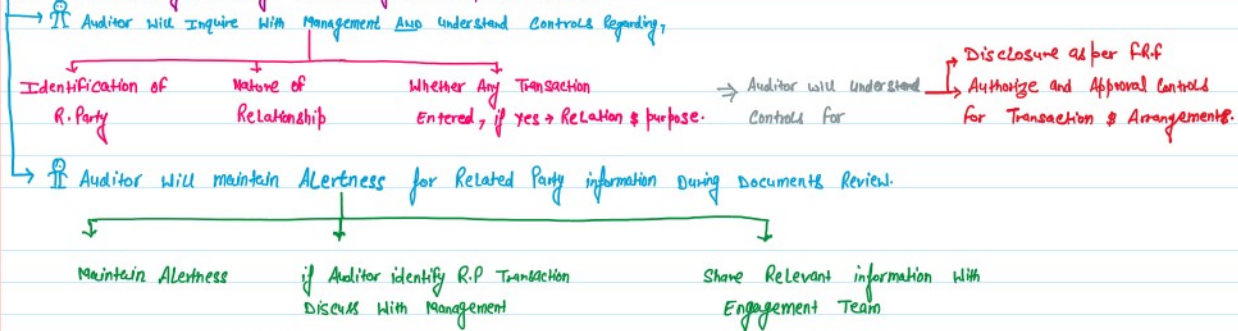 Auditor Will Inquire With Management AND Understand Controls Regarding,
Identification of R.Party
Nature of Relationship
Whether Any Transaction Entered, if yes → Relation & purpose.
⇒ Auditor will understand Controls for
Disclosure as per F.R.F
Authorize and Approval Controls for Transaction & Arrangements.
Auditor Will maintain Alertness for Related Party information During Documents Review.
Maintain Alertness
if Auditor identify R.P Transaction Discuss With Management
Share Relevant information With Engagement Team